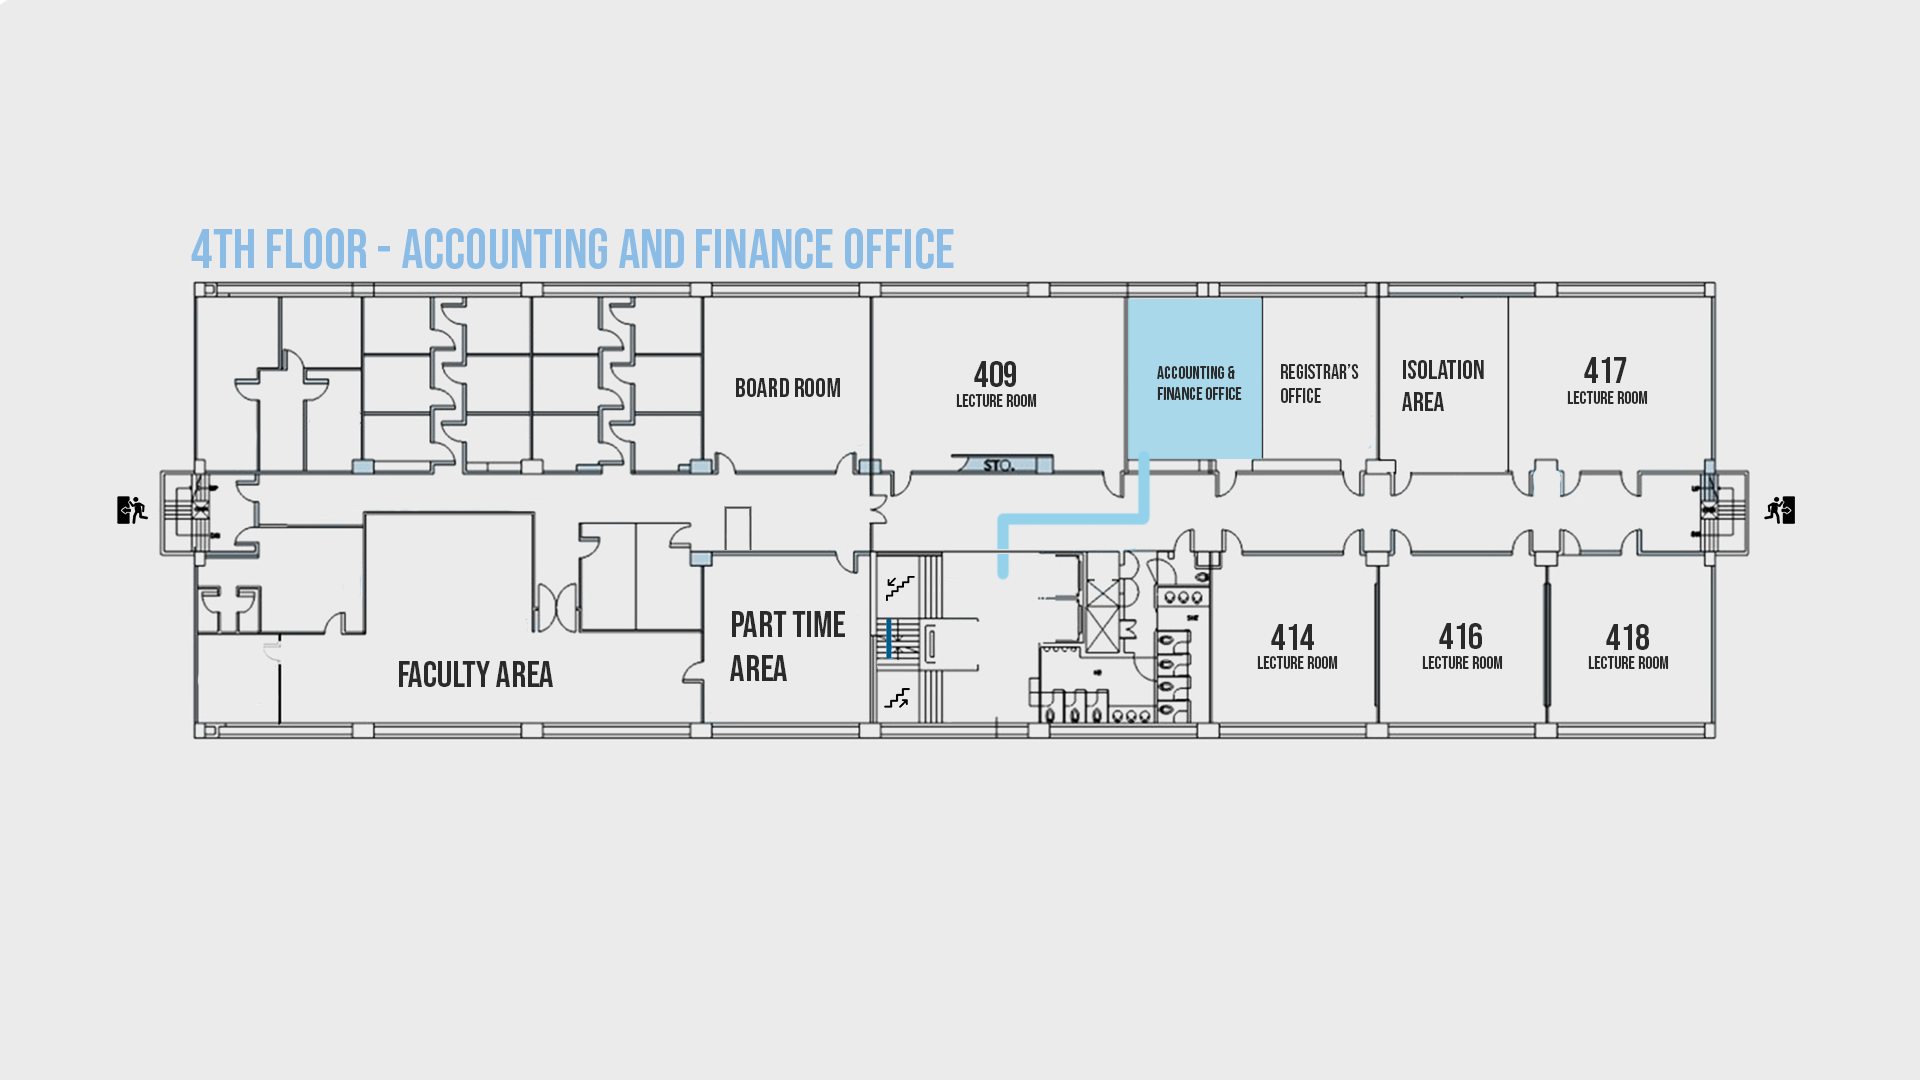 4TH FLOOR - ACCOUNTING AND FINANCE OFFICE
BOARD ROOM
409
LECTURE ROOM
ACCOUNTING &
FINANCE OFFICE
REGISTRAR'S
OFFICE
ISOLATION
AREA
417
LECTURE ROOM
STO.
FACULTY AREA
PART TIME
AREA
414
LECTURE ROOM
416
LECTURE ROOM
418
LECTURE ROOM